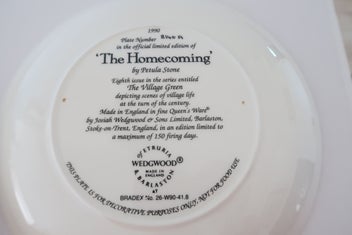 1990
Plate Number
in the official limited edition of
'The Homecoming'
by Petula Stone
Eighth issue in the series entitled
The Village Green
depicting scenes of village life
at the turn of the century.
Made in England in fine Queen's Ware®
by Josiah Wedgwood & Sons Limited, Barlaston,
Stoke-on-Trent, England, in an edition limited to
a maximum of 150 firing days.
OF ETRURIA
WEDGWOOD®
MADE IN
ENGLAND
& BARLASTON
THIS PLATE IS FOR DECORATIVE PURPOSES ONLY, NOT FOR FOOD USE
BRADEX No. 26-W90-41.8